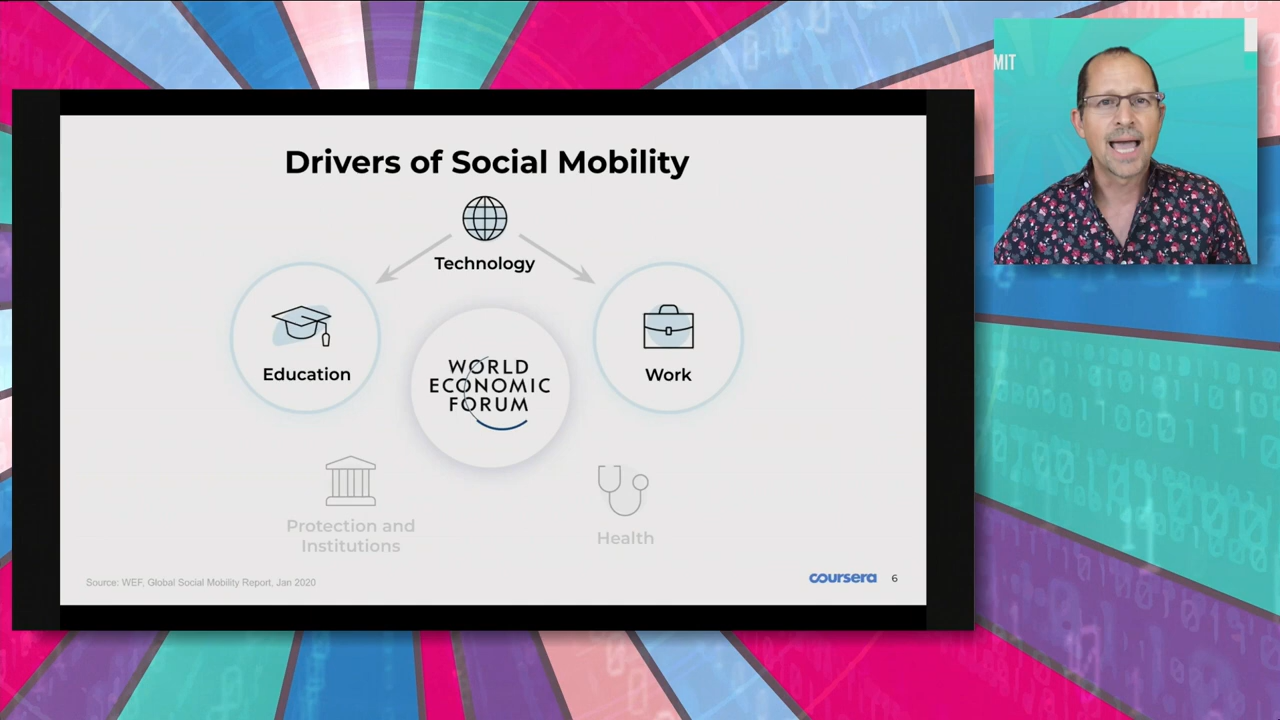 MIT
Drivers of Social Mobility
Technology
Education
Work
WORLD
ECONOMIC
FORUM
Protection and
Institutions
Health
Source: WEF, Global Social Mobility Report, Jan 2020
coursera
6